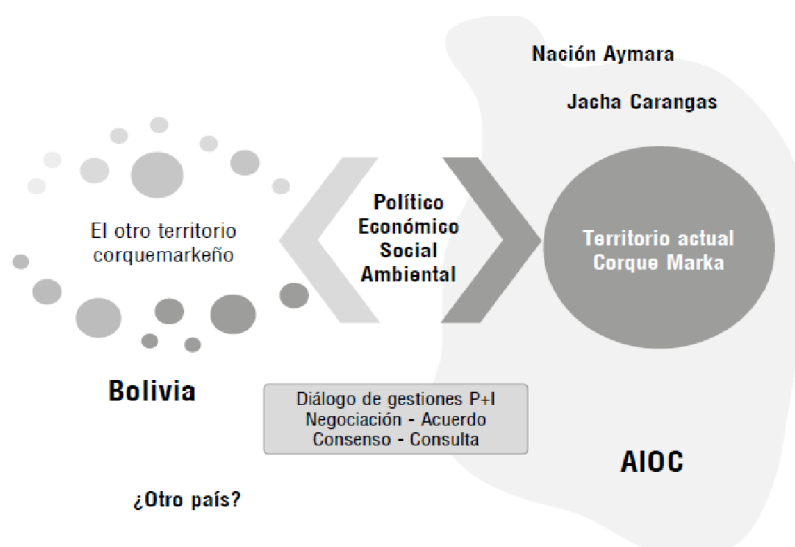 Nación Aymara
Jacha Carangas
El otro territorio
corquemarkeño
Político
Económico
Social
Ambiental
Territorio actual
Corque Marka
Bolivia
Diálogo de gestiones P+I
Negociación - Acuerdo
Consenso - Consulta
AIOC
¿Otro país?